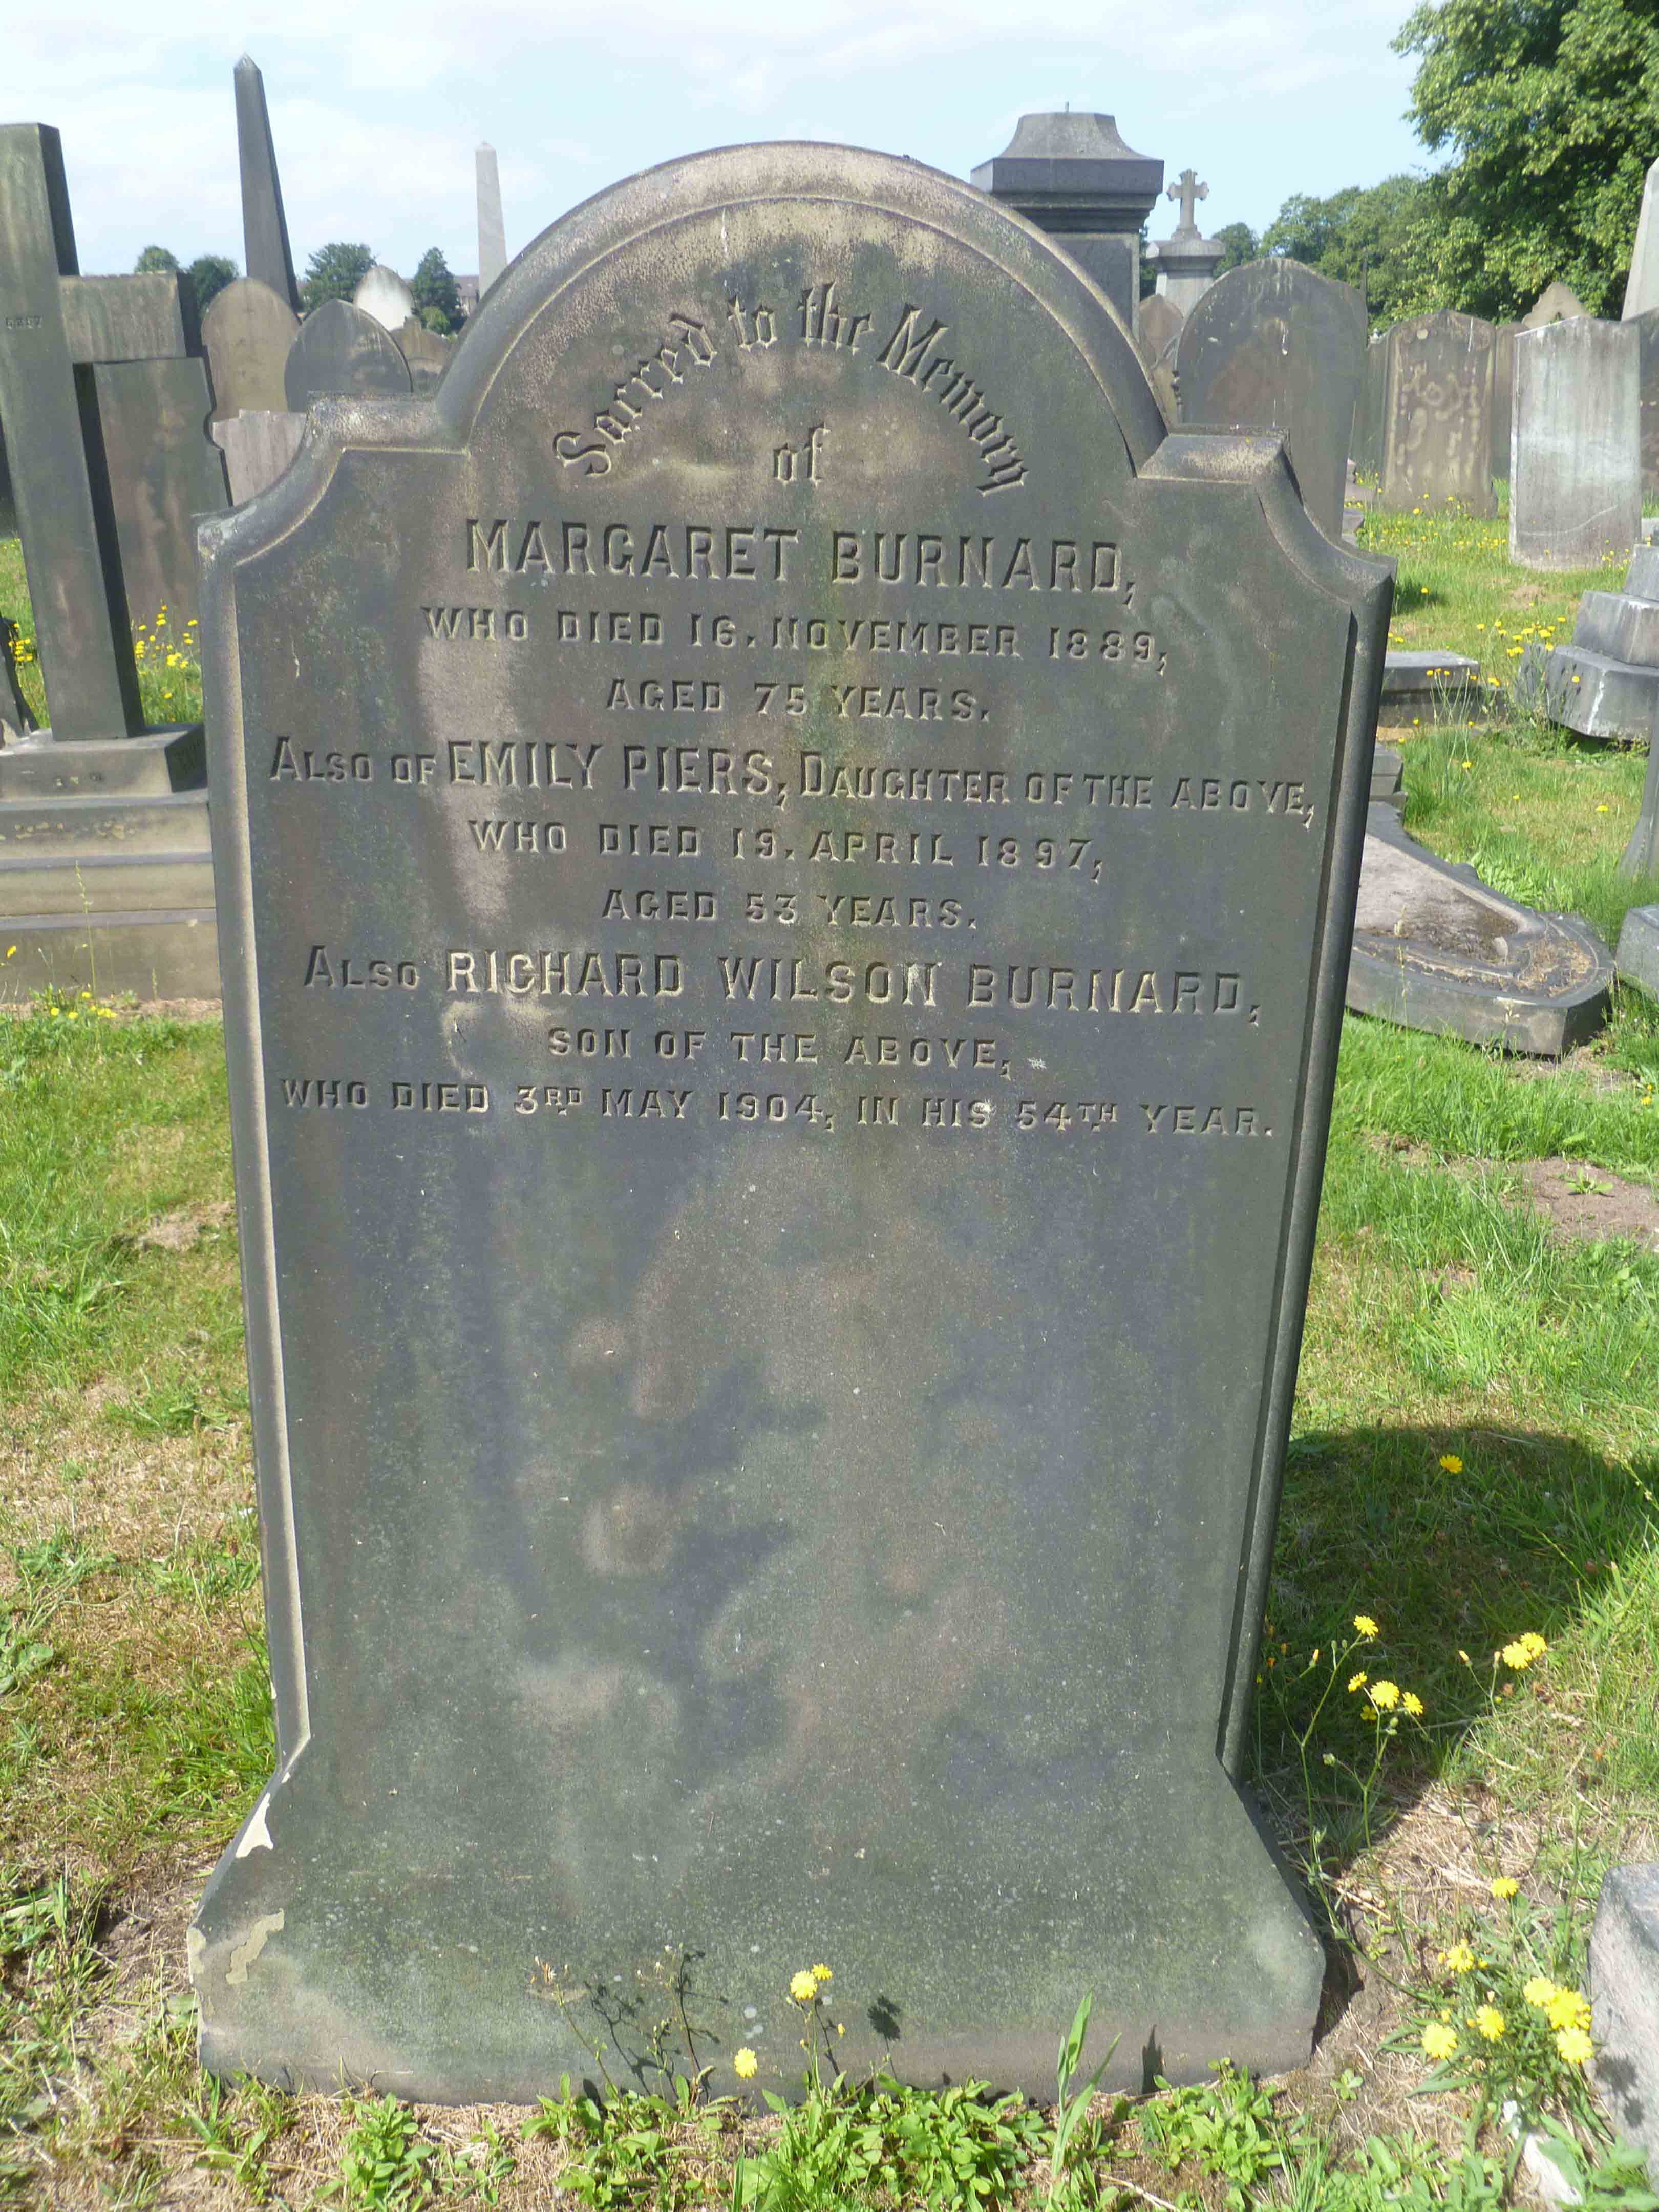 Sacred to the Memory
of
MARGARET BURNARD,
WHO DIED 16. NOVEMBER 1889,
AGED 75 YEARS.
ALSO OF EMILY PIERS, DAUGHTER OF THE ABOVE,
WHO DIED 19. APRIL 1897,
AGED 53 YEARS.
ALSO RICHARD WILSON BURNARD,
SON OF THE ABOVE,
WHO DIED 3RD MAY 1904, IN HIS 54TH YEAR.